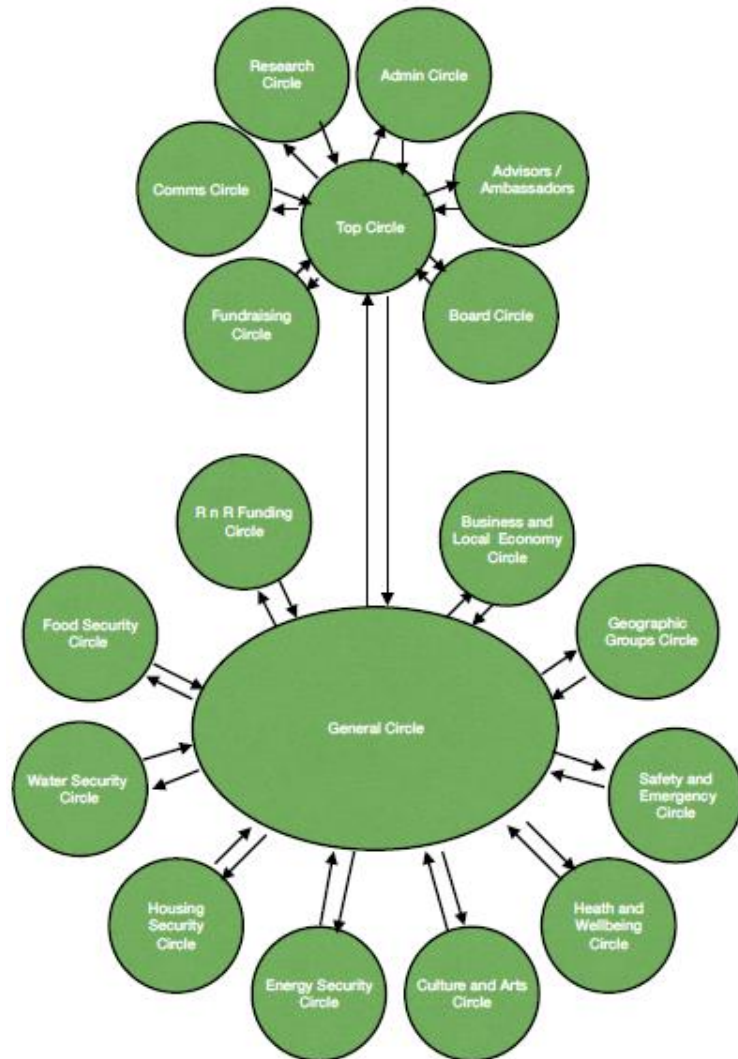 Research
Circle
Admin Circle
Comms Circle
Advisors /
Ambassadors
Top Circle
Fundraising
Circle
Board Circle
R n R Funding
Circle
Business and
Local Economy
Circle
Food Security
Circle
Geographic
Groups Circle
General Circle
Water Security
Circle
Safety and
Emergency
Circle
Housing
Security
Circle
Heath and
Wellbeing
Circle
Energy Security
Circle
Culture and Arts
Circle